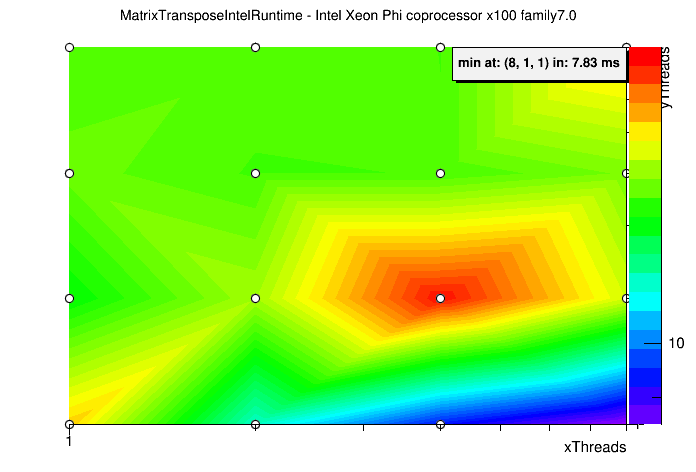 MatrixTransposeIntelRuntime - Intel Xeon Phi coprocessor x100 family7.0
min at: (8, 1, 1) in: 7.83 ms
yThreads
10
1
xThreads